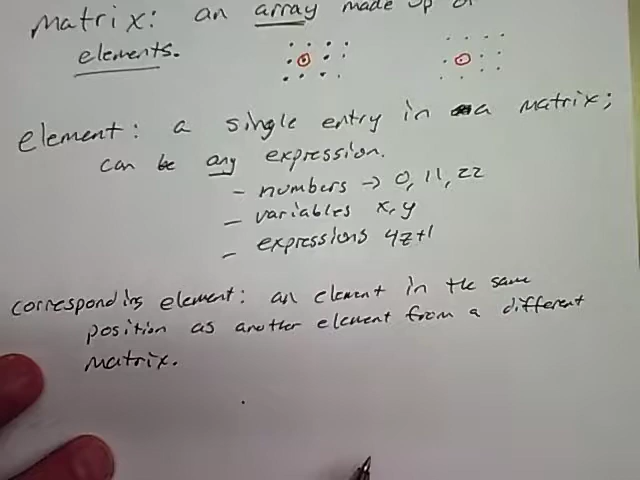 matrix: an array made up of
elements.
element: a single entry in a matrix;
can be any expression.
- numbers → 0, 11, 22
- variables x, y
- expressions 4z+1
corresponding element: an element in the same
position as another element from a different
matrix.